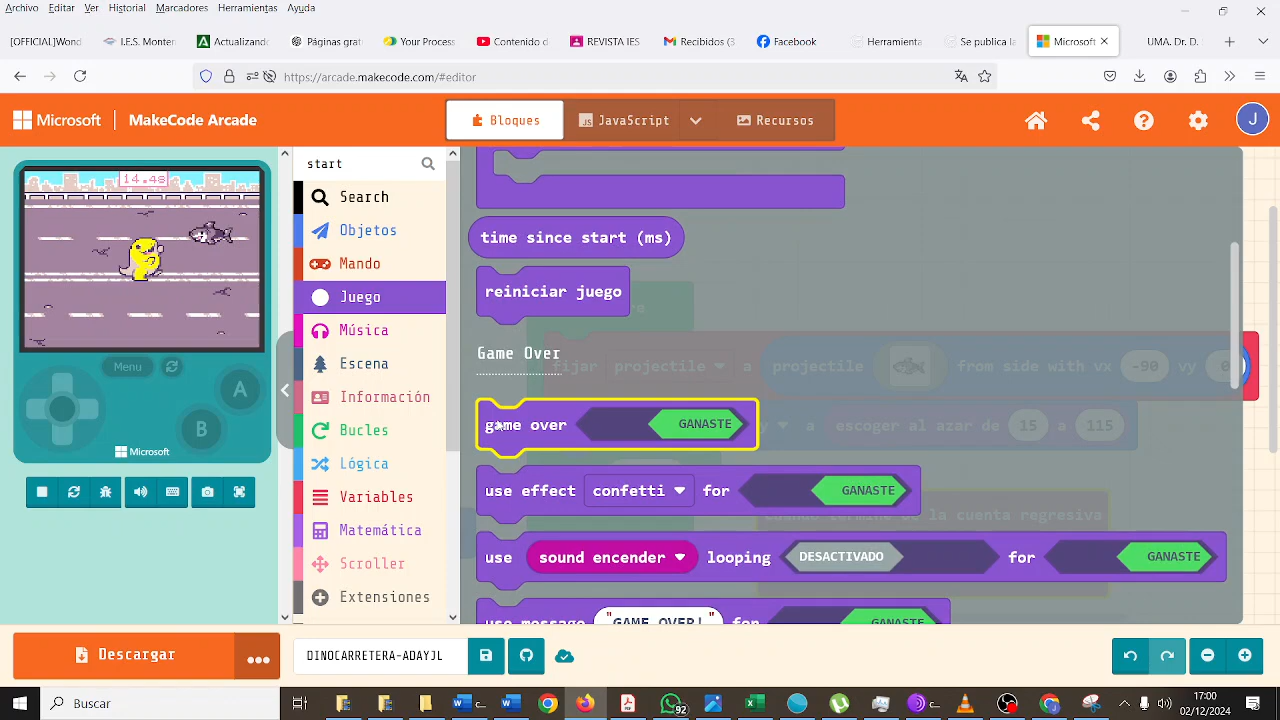 Archivo Editar Ver Historial Marcadores Herramientas Ayuda
[OFFICIAL] Wond I.E.S. Monter Actualizando Página Privat Your Process Contenido d REVISTA IES Recibidos (3 Facebook Herramienta Se publica la Microsoft UMA. D
https://arcade.makecode.com/#editor
Microsoft MakeCode Arcade Bloques JavaScript Recursos J
14.48
start
Search
Objetos
Mando
Juego
Música
Escena
Información
Bucles
Lógica
Variables
Matemática
Scroller
Extensiones
Menu
A
B
Microsoft
time since start (ms)
reiniciar juego
Game Over
fijar projectile a projectile from side with vx -90 vy 0
game over GANASTE
y a escoger al azar de 15 a 115
use effect confetti for GANASTE
cuando termine de la cuenta regresiva
use sound encender looping DESACTIVADO for GANASTE
use message "GAME OVER!" for GANASTE
Descargar ••• DINOCARRETERA-ADAYJL
Buscar 92 17:00
02/12/2024